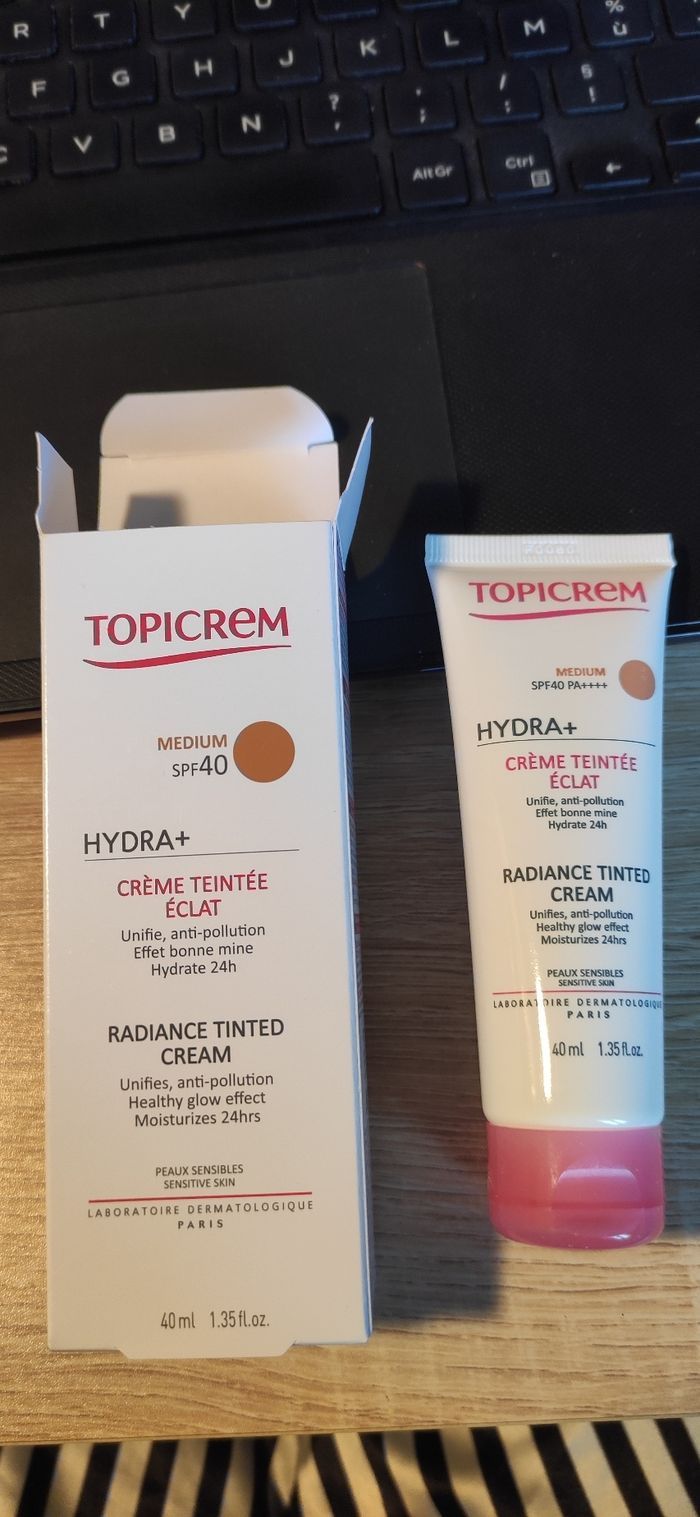 R T Y U
% ù
F G H J K L M
C V B N ? , . ; / : § !
Alt Gr Ctrl ←
TOPICREM
MEDIUM
SPF40
HYDRA+
CRÈME TEINTÉE
ÉCLAT
Unifie, anti-pollution
Effet bonne mine
Hydrate 24h
RADIANCE TINTED
CREAM
Unifies, anti-pollution
Healthy glow effect
Moisturizes 24hrs
PEAUX SENSIBLES
SENSITIVE SKIN
LABORATOIRE DERMATOLOGIQUE
PARIS
40 ml 1.35 fl.oz.
TOPICREM
MEDIUM
SPF40 PA++++
HYDRA+
CRÈME TEINTÉE
ÉCLAT
Unifie, anti-pollution
Effet bonne mine
Hydrate 24h
RADIANCE TINTED
CREAM
Unifies, anti-pollution
Healthy glow effect
Moisturizes 24hrs
PEAUX SENSIBLES
SENSITIVE SKIN
LABORATOIRE DERMATOLOGIQUE
PARIS
40 ml 1.35 fl.oz.